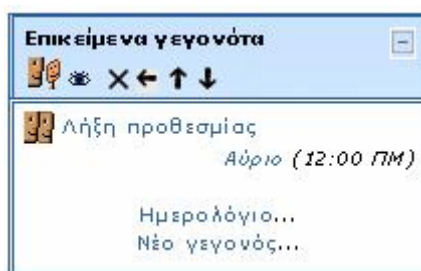 Επικείμενα γεγονότα
Λήξη προθεσμίας
Αύριο (12:00 ΠΜ)
Ημερολόγιο...
Νέο γεγονός...